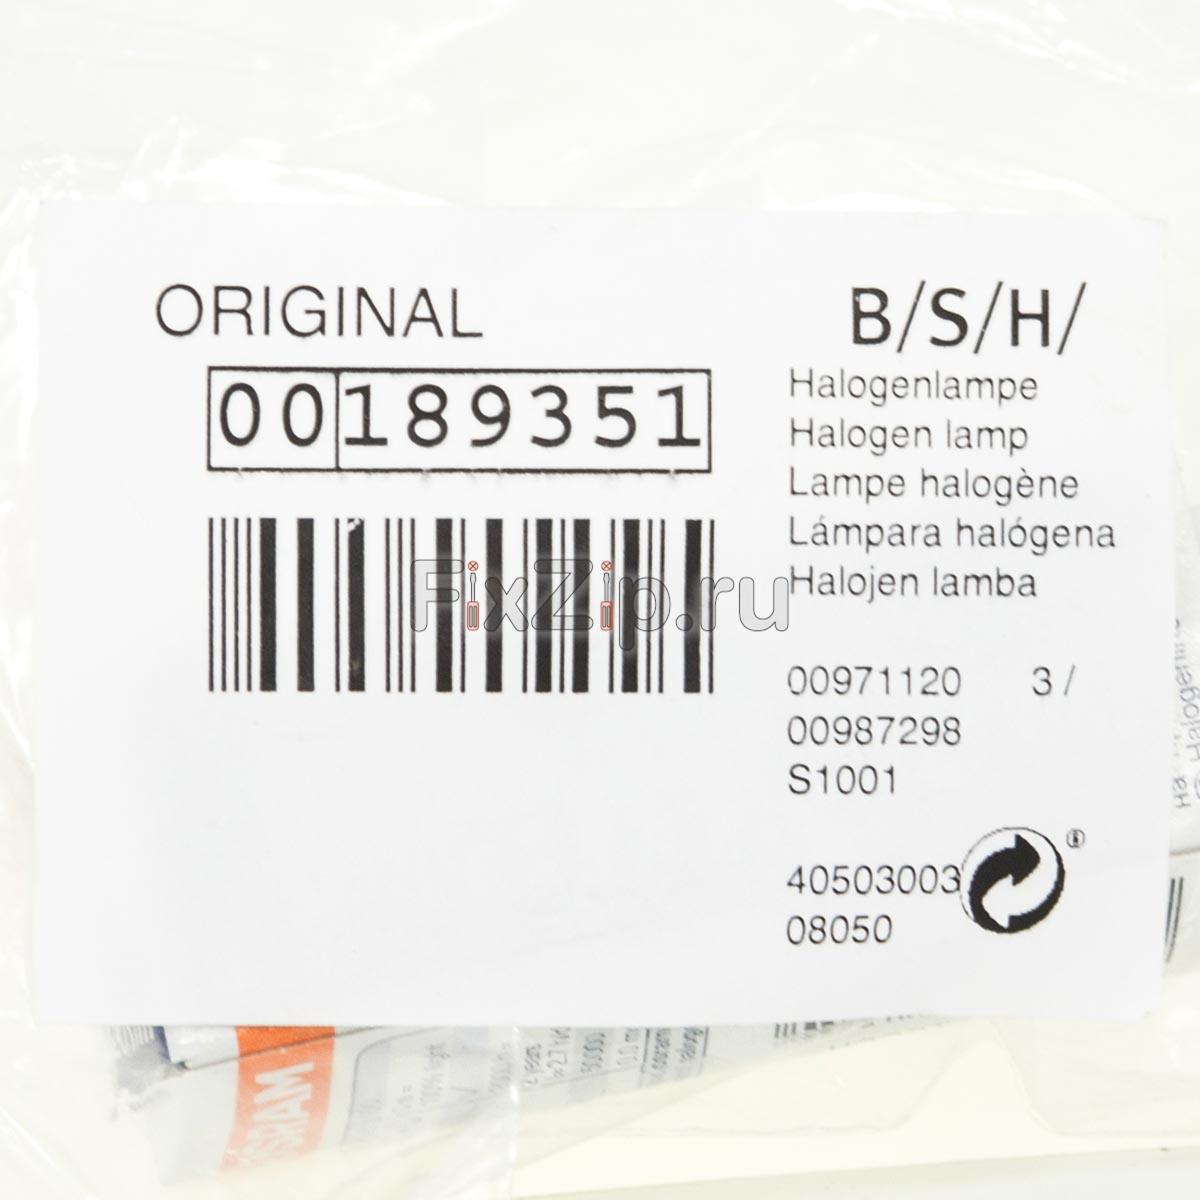 ORIGINAL
B/S/H/
00189351
Halogenlampe
Halogen lamp
Lampe halogène
Lámpara halógena
Halojen lamba
FixZip.ru
00971120 3/
00987298
S1001
40503003
08050
®
OSRAM